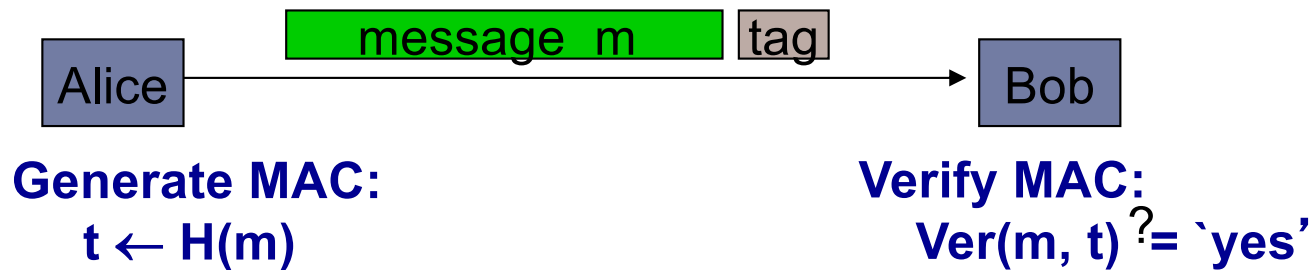 message m tag
Alice Bob
Generate MAC: Verify MAC:
t ← H(m) Ver(m, t) ?= `yes’